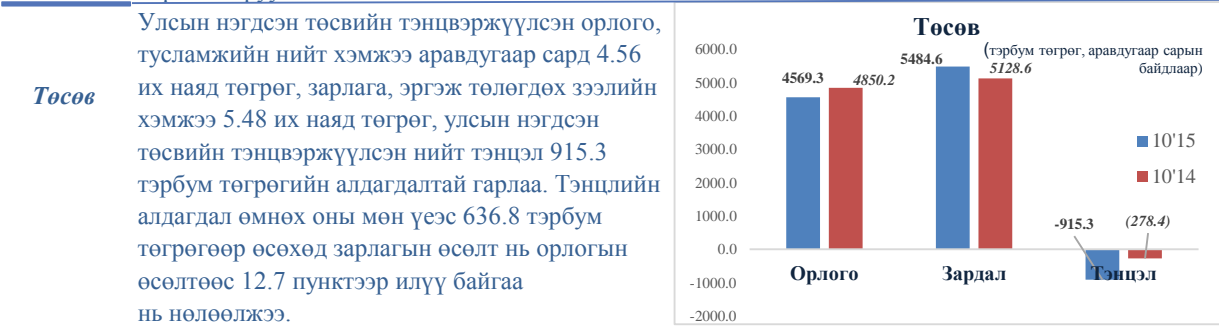 Төсөв
Улсын нэгдсэн төсвийн тэнцвэржүүлсэн орлого,
тусламжийн нийт хэмжээ аравдугаар сард 4.56
их наяд төгрөг, зарлага, эргэж төлөгдөх зээлийн
хэмжээ 5.48 их наяд төгрөг, улсын нэгдсэн
төсвийн тэнцвэржүүлсэн нийт тэнцэл 915.3
тэрбум төгрөгийн алдагдалтай гарлаа. Тэнцлийн
алдагдал өмнөх оны мөн үеэс 636.8 тэрбум
төгрөгөөр өсөхөд зарлагын өсөлт нь орлогын
өсөлтөөс 12.7 пунктээр илүү байгаа
нь нөлөөлжээ.
Төсөв
(тэрбум төгрөг, аравдугаар сарын
байдлаар)
6000.0
5000.0
4000.0
3000.0
2000.0
1000.0
0.0
-1000.0
-2000.0
4569.3
4850.2
5484.6
5128.6
-915.3
(278.4)
Орлого
Зардал
Тэнцэл
10'15
10'14